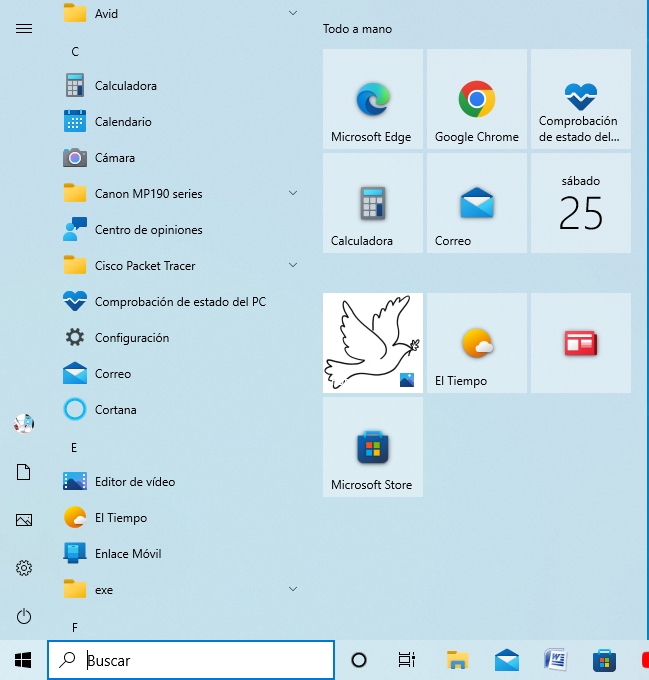 Avid
C
Calculadora
Calendario
Cámara
Canon MP190 series
Centro de opiniones
Cisco Packet Tracer
Comprobación de estado del PC
Configuración
Correo
Cortana
E
Editor de vídeo
El Tiempo
Enlace Móvil
exe
F
Todo a mano
Microsoft Edge
Google Chrome
Comprobación
de estado del...
Calculadora
Correo
sábado
25
El Tiempo
Microsoft Store
Buscar
W